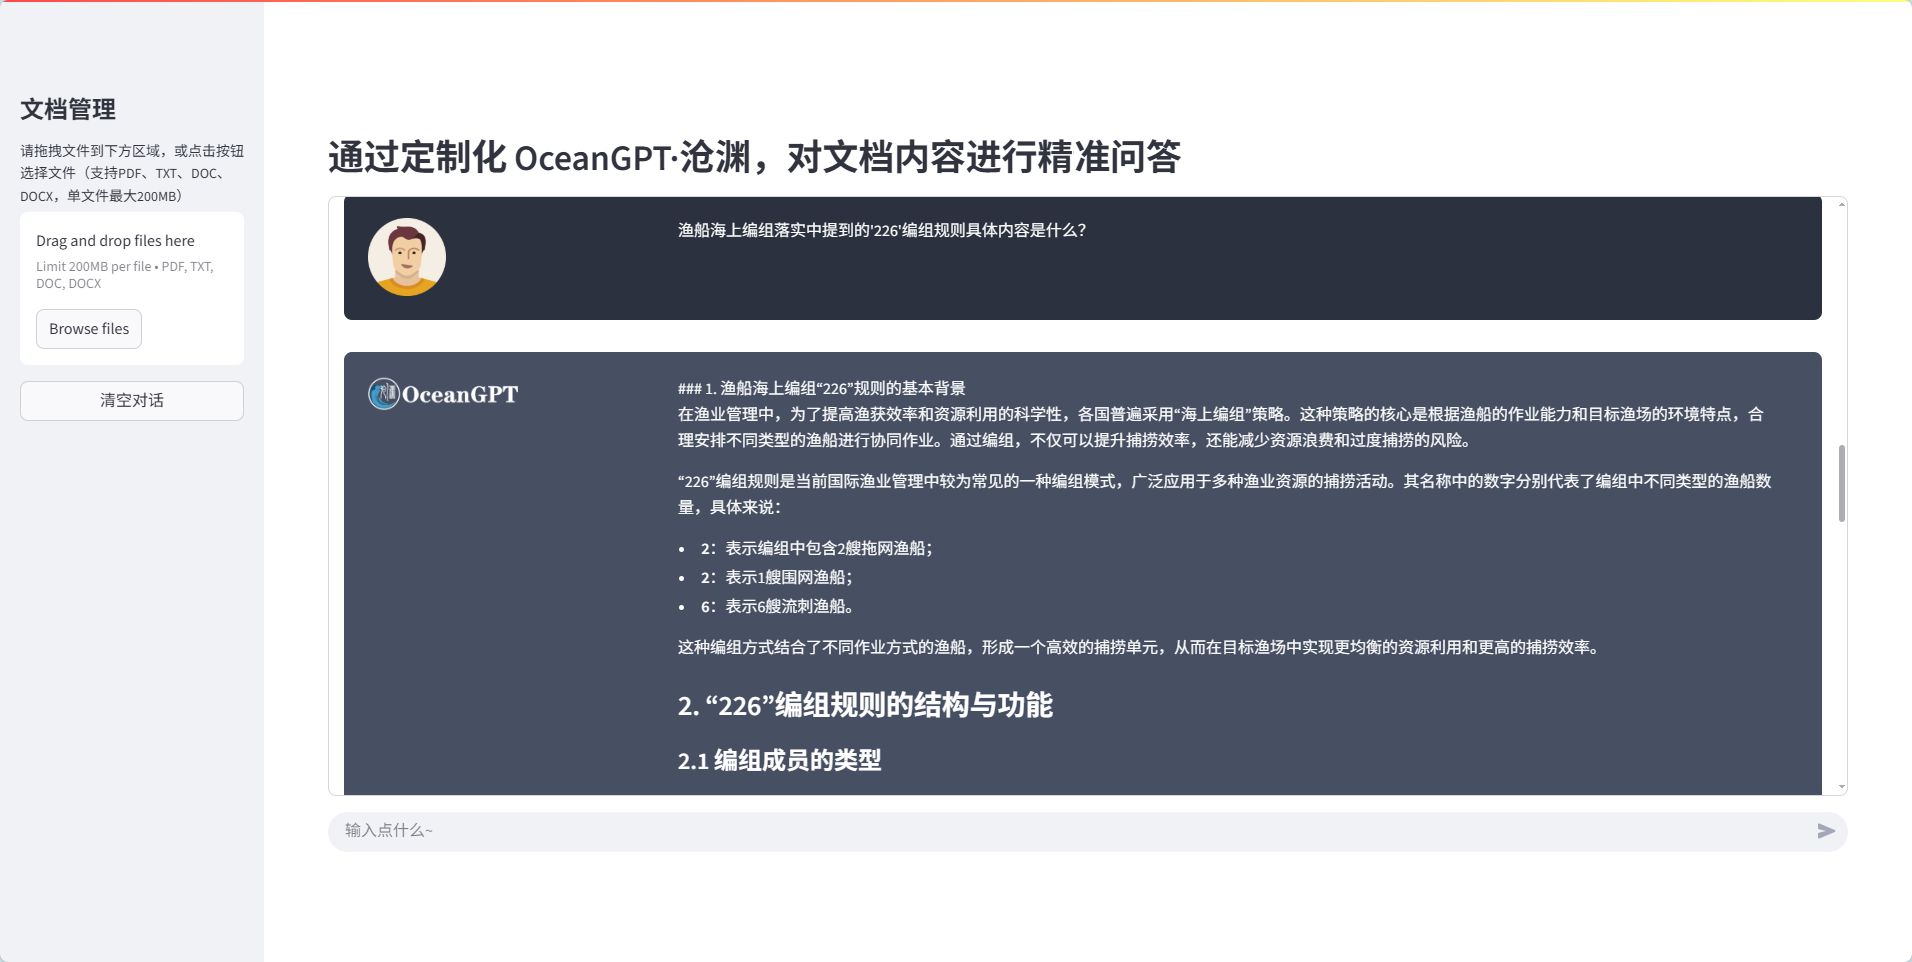 文档管理
请拖拽文件到下方区域，或点击按钮
选择文件（支持PDF、TXT、DOC、
DOCX，单文件最大200MB）
Drag and drop files here
Limit 200MB per file • PDF, TXT,
DOC, DOCX
Browse files
清空对话
通过定制化 OceanGPT·沧渊，对文档内容进行精准问答
渔船海上编组落实中提到的'226'编组规则具体内容是什么？
OceanGPT
### 1. 渔船海上编组“226”规则的基本背景
在渔业管理中，为了提高渔获效率和资源利用的科学性，各国普遍采用“海上编组”策略。这种策略的核心是根据渔船的作业能力和目标渔场的环境特点，合
理安排不同类型的渔船进行协同作业。通过编组，不仅可以提升捕捞效率，还能减少资源浪费和过度捕捞的风险。
“226”编组规则是当前国际渔业管理中较为常见的一种编组模式，广泛应用于多种渔业资源的捕捞活动。其名称中的数字分别代表了编组中不同类型的渔船数
量，具体来说：
• 2：表示编组中包含2艘拖网渔船；
• 2：表示1艘围网渔船；
• 6：表示6艘流刺渔船。
这种编组方式结合了不同作业方式的渔船，形成一个高效的捕捞单元，从而在目标渔场中实现更均衡的资源利用和更高的捕捞效率。
2. “226”编组规则的结构与功能
2.1 编组成员的类型
输入点什么~